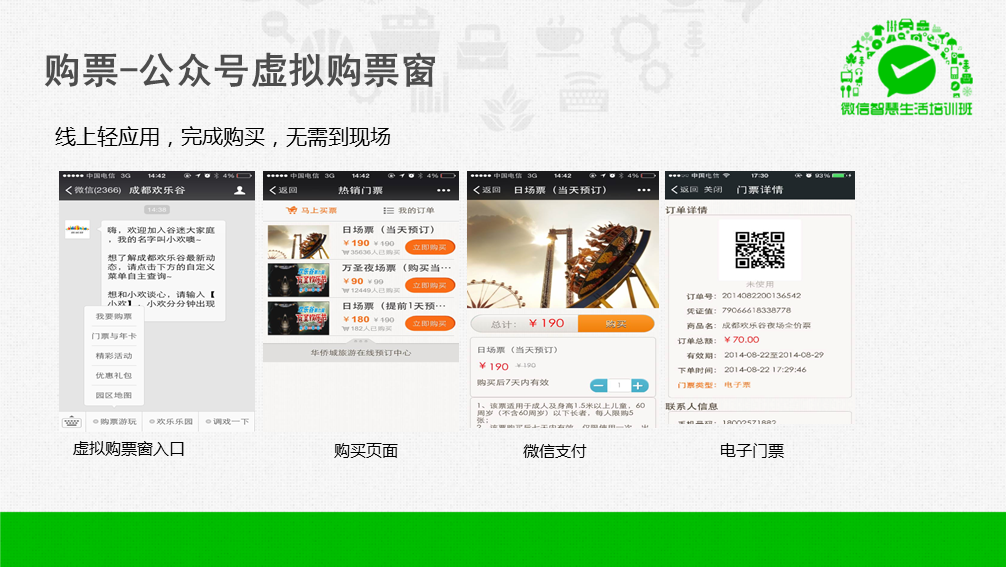 购票-公众号虚拟购票窗
微信智慧生活培训班
线上轻应用，完成购买，无需到现场
中国电信 3G 14:42 4%
微信(2366) 成都欢乐谷
14:38
嗨，欢迎加入谷迷大家庭
，我的名字叫小欢噢~
想了解成都欢乐谷最新动
态，请点击下方的自定义
菜单自主查询~
想和小欢谈心，请输入【
小欢】，小欢分分钟出现
我要购票
门票与年卡
精彩活动
优惠礼包
园区地图
购票游玩 欢乐乐园 调戏一下
虚拟购票窗入口
中国电信 3G 14:42 4%
返回 热销门票
马上买票 我的订单
日场票（当天预订）
￥190 ￥190
35636人已购买 立即购买
万圣夜场票（购买当…
￥90 ￥99
12449人已购买 立即购买
日场票（提前1天预…
￥180 ￥190
182人已购买 立即购买
华侨城旅游在线预订中心
购买页面
中国电信 3G 14:42 4%
返回 日场票（当天预订）
总计： ￥190 购买
日场票（当天预订）
￥190 ￥190
购买后7天内有效 1
1、该票适用于成人及身高1.5米以上儿童，60
周岁（不含60周岁）以下长者，每人限购5
张；
微信支付
中国电信 17:30 93%
返回 关闭 门票详情
订单详情
未使用
订单号： 2014082200136542
凭证值： 79066618338778
商品名： 成都欢乐谷夜场全价票
订单总额： ￥70.00
有效期： 2014-08-22至2014-08-29
下单时间： 2014-08-22 17:29:46
门票类型： 电子票
联系人信息
手机号码： 18002571882
电子门票